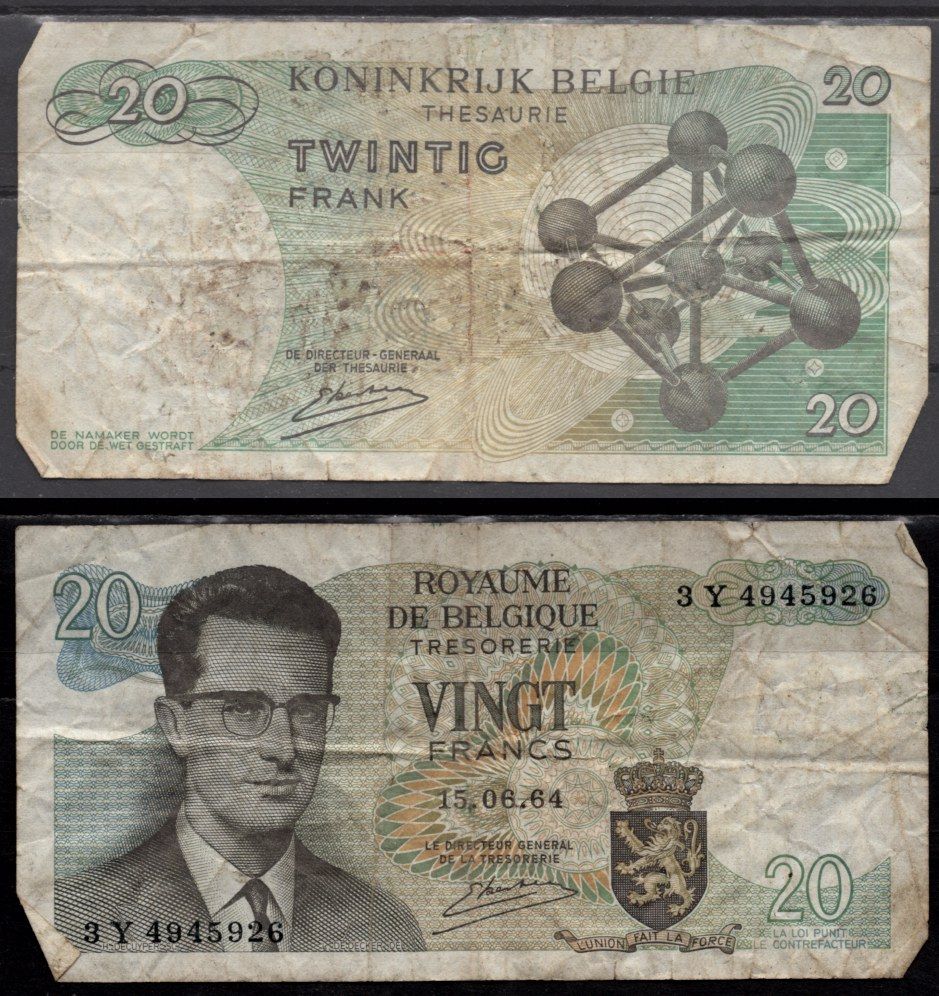 20
KONINKRIJK BELGIE
THESAURIE
TWINTIG
FRANK
20
DE DIRECTEUR-GENERAAL
DER THESAURIE
20
DE NAMAKER WORDT
DOOR DE WET GESTRAFT
20
ROYAUME
DE BELGIQUE
TRESORERIE
3 Y 4945926
VINGT
FRANCS
15.06.64
LE DIRECTEUR GENERAL
DE LA TRESORERIE
20
3 Y 4945926
L'UNION FAIT LA FORCE
LA LOI PUNIT
LE CONTREFACTEUR